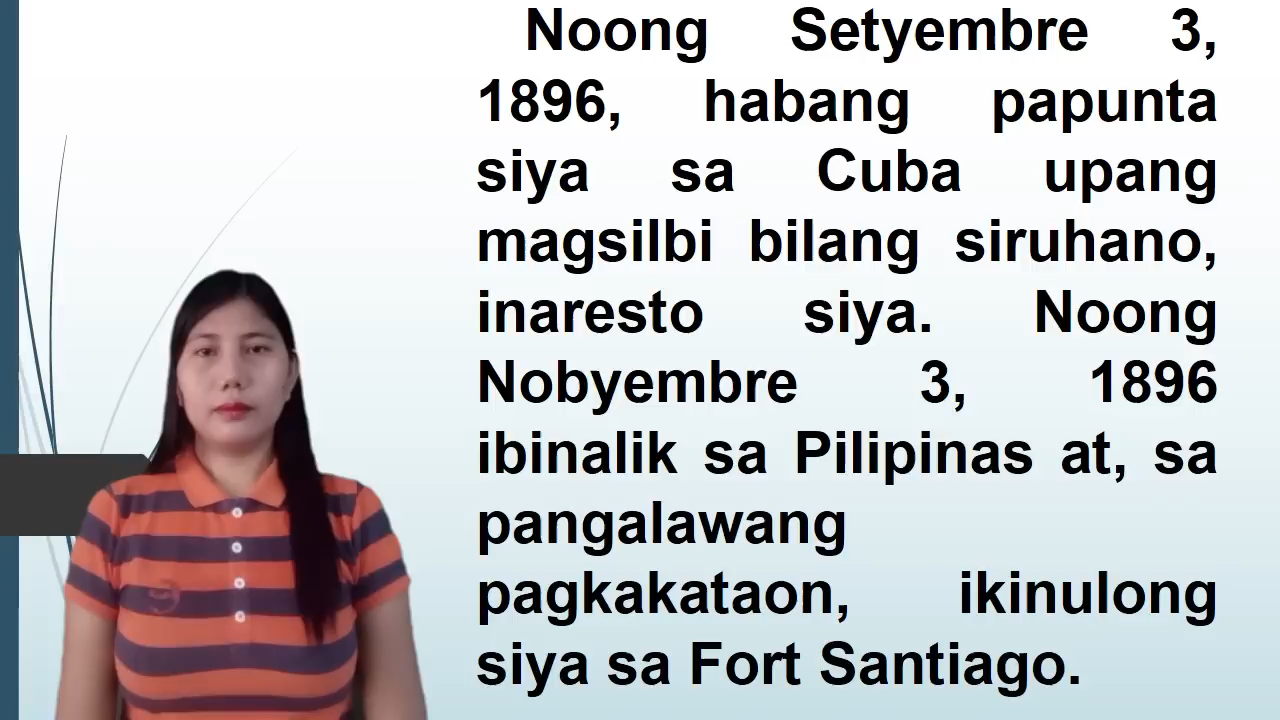 Noong Setyembre 3,
1896, habang papunta
siya sa Cuba upang
magsilbi bilang siruhano,
inaresto siya. Noong
Nobyembre 3, 1896
ibinalik sa Pilipinas at, sa
pangalawang
pagkakataon, ikinulong
siya sa Fort Santiago.